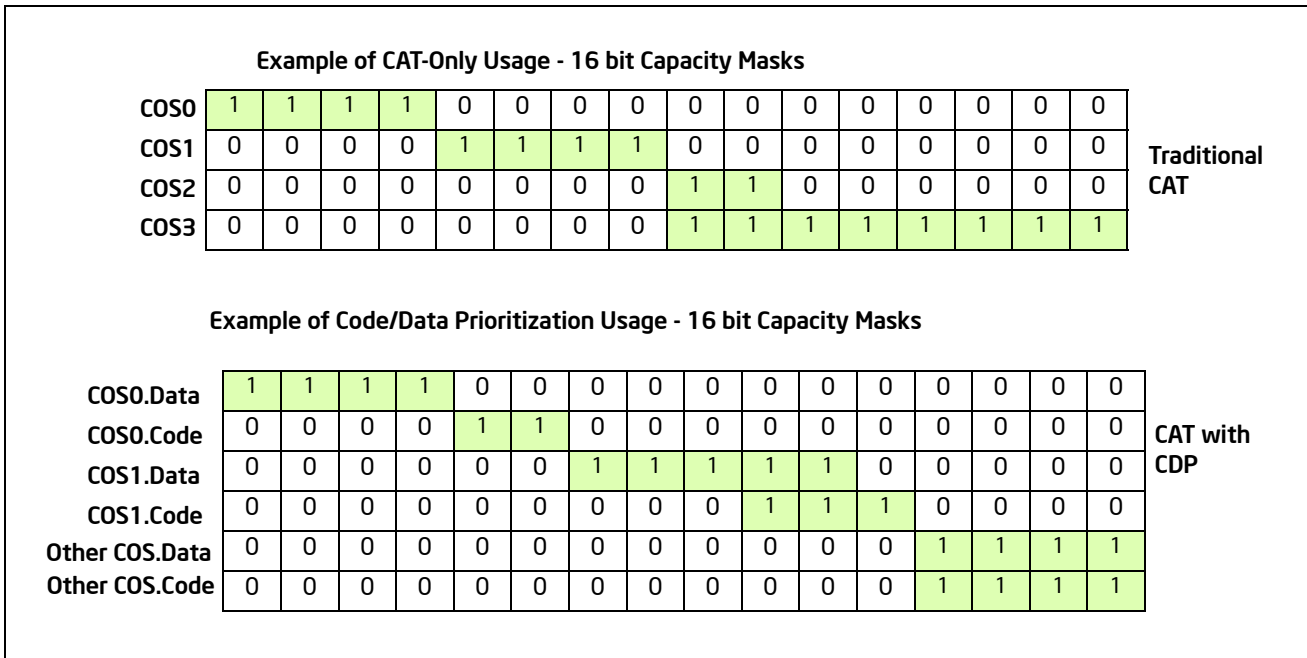 Example of CAT-Only Usage - 16 bit Capacity Masks
COS0 1 1 1 1 0 0 0 0 0 0 0 0 0 0 0 0
COS1 0 0 0 0 1 1 1 1 0 0 0 0 0 0 0 0
COS2 0 0 0 0 0 0 0 0 1 1 0 0 0 0 0 0
COS3 0 0 0 0 0 0 0 0 1 1 1 1 1 1 1 1
Traditional
CAT
Example of Code/Data Prioritization Usage - 16 bit Capacity Masks
COS0.Data 1 1 1 1 0 0 0 0 0 0 0 0 0 0 0 0
COS0.Code 0 0 0 0 1 1 0 0 0 0 0 0 0 0 0 0
COS1.Data 0 0 0 0 0 0 1 1 1 1 1 0 0 0 0 0
COS1.Code 0 0 0 0 0 0 0 0 0 1 1 1 0 0 0 0
Other COS.Data 0 0 0 0 0 0 0 0 0 0 0 0 1 1 1 1
Other COS.Code 0 0 0 0 0 0 0 0 0 0 0 0 1 1 1 1
CAT with
CDP